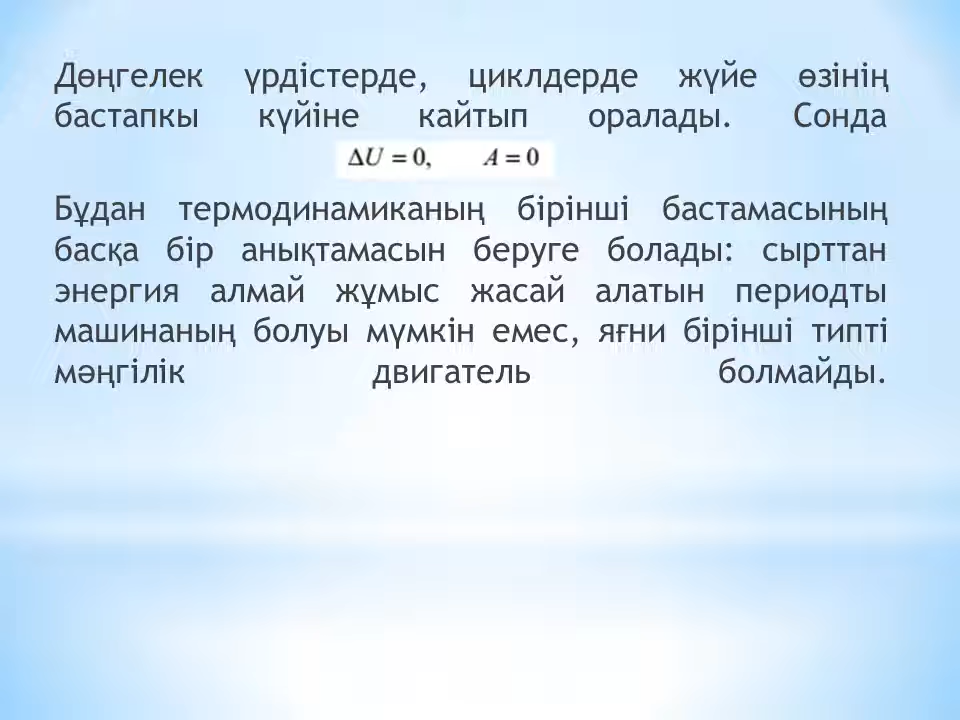 Дөңгелек үрдістерде, циклдерде жүйе өзінің
бастапкы күйіне кайтып оралады. Сонда
ΔU = 0, A = 0
Бұдан термодинамиканың бірінші бастамасының
басқа бір анықтамасын беруге болады: сырттан
энергия алмай жұмыс жасай алатын периодты
машинаның болуы мүмкін емес, яғни бірінші типті
мәңгілік двигатель болмайды.